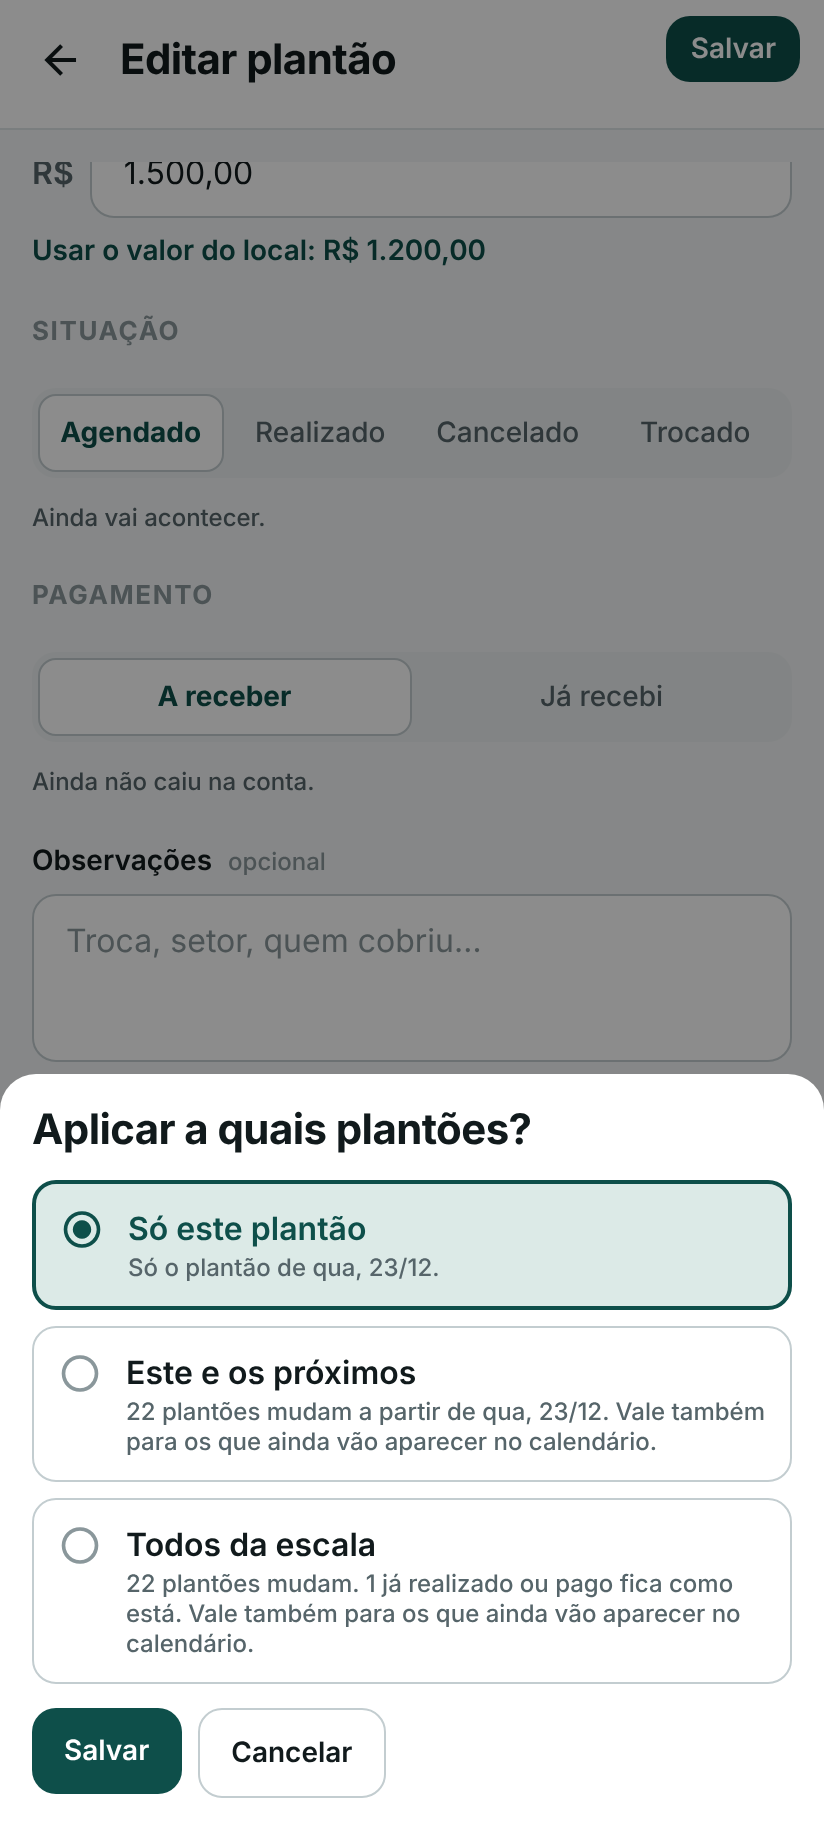 Editar plantão
Salvar
R$ 1.500,00
Usar o valor do local: R$ 1.200,00
SITUAÇÃO
Agendado Realizado Cancelado Trocado
Ainda vai acontecer.
PAGAMENTO
A receber Já recebi
Ainda não caiu na conta.
Observações opcional
Troca, setor, quem cobriu...
Aplicar a quais plantões?
Só este plantão
Só o plantão de qua, 23/12.
Este e os próximos
22 plantões mudam a partir de qua, 23/12. Vale também
para os que ainda vão aparecer no calendário.
Todos da escala
22 plantões mudam. 1 já realizado ou pago fica como
está. Vale também para os que ainda vão aparecer no
calendário.
Salvar Cancelar